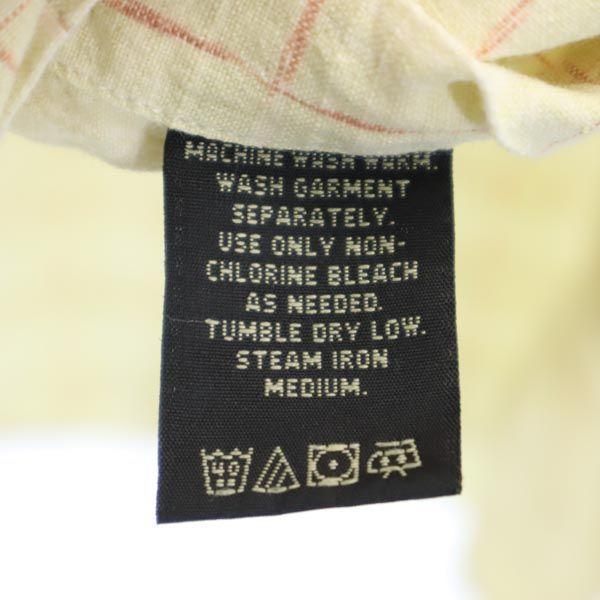 MACHINE WASH WARM.
WASH GARMENT
SEPARATELY.
USE ONLY NON-
CHLORINE BLEACH
AS NEEDED.
TUMBLE DRY LOW.
STEAM IRON
MEDIUM.
40